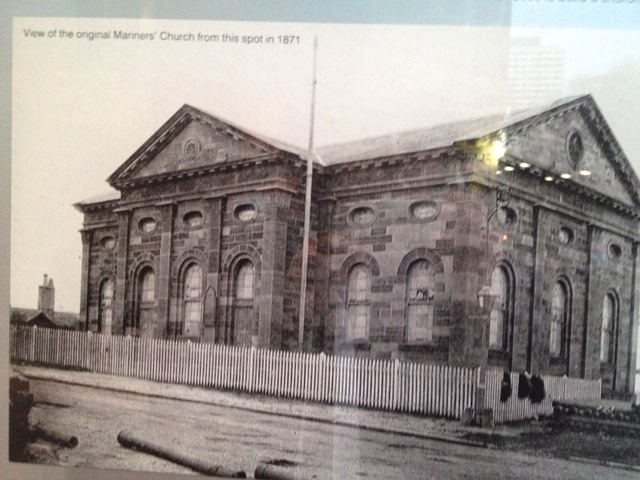 View of the original Mariners' Church from this spot in 1871